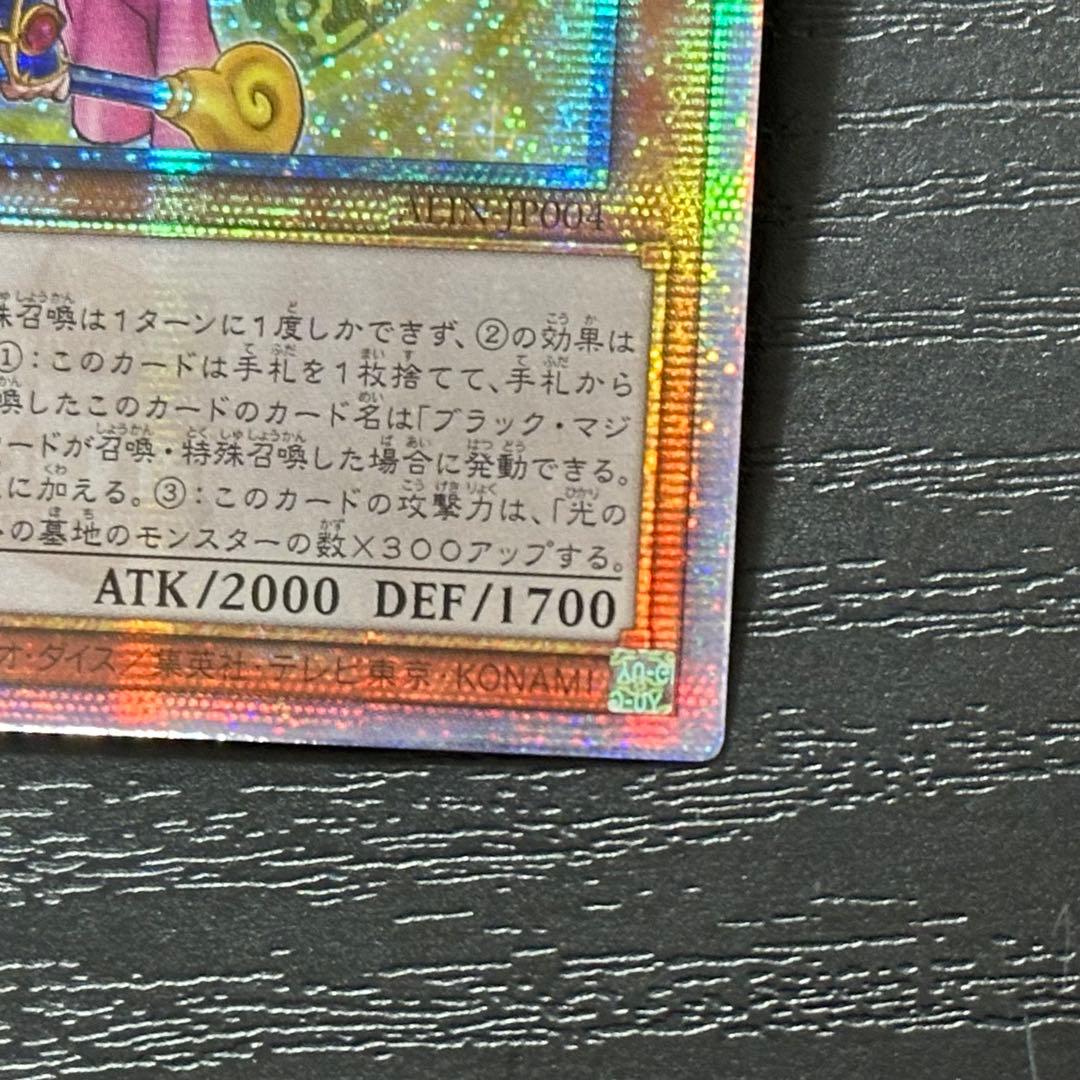 ALIN-JP004
殊召喚は1ターンに1度しかできず、②の効果は
①:このカードは手札を1枚捨てて、手札から
喚したこのカードのカード名は「ブラック・マジ
ードが召喚・特殊召喚した場合に発動できる。
に加える。③:このカードの攻撃力は、「光の
の墓地のモンスターの数×300アップする。
ATK/2000 DEF/1700
オ・ダイス/集英社・テレビ東京・KONAMI